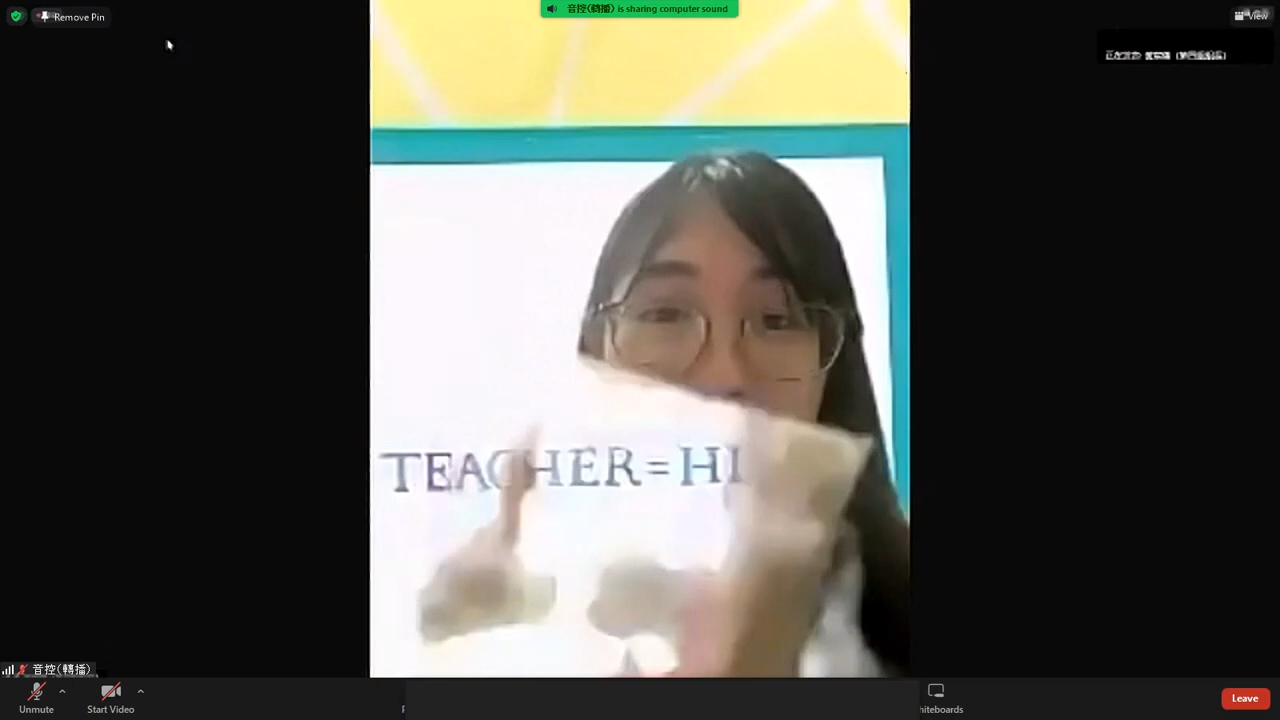 音控(轉播) is sharing computer sound
Remove Pin
View
TEACHER=HI
音控(轉播)
Unmute
Start Video
hiteboards
Leave